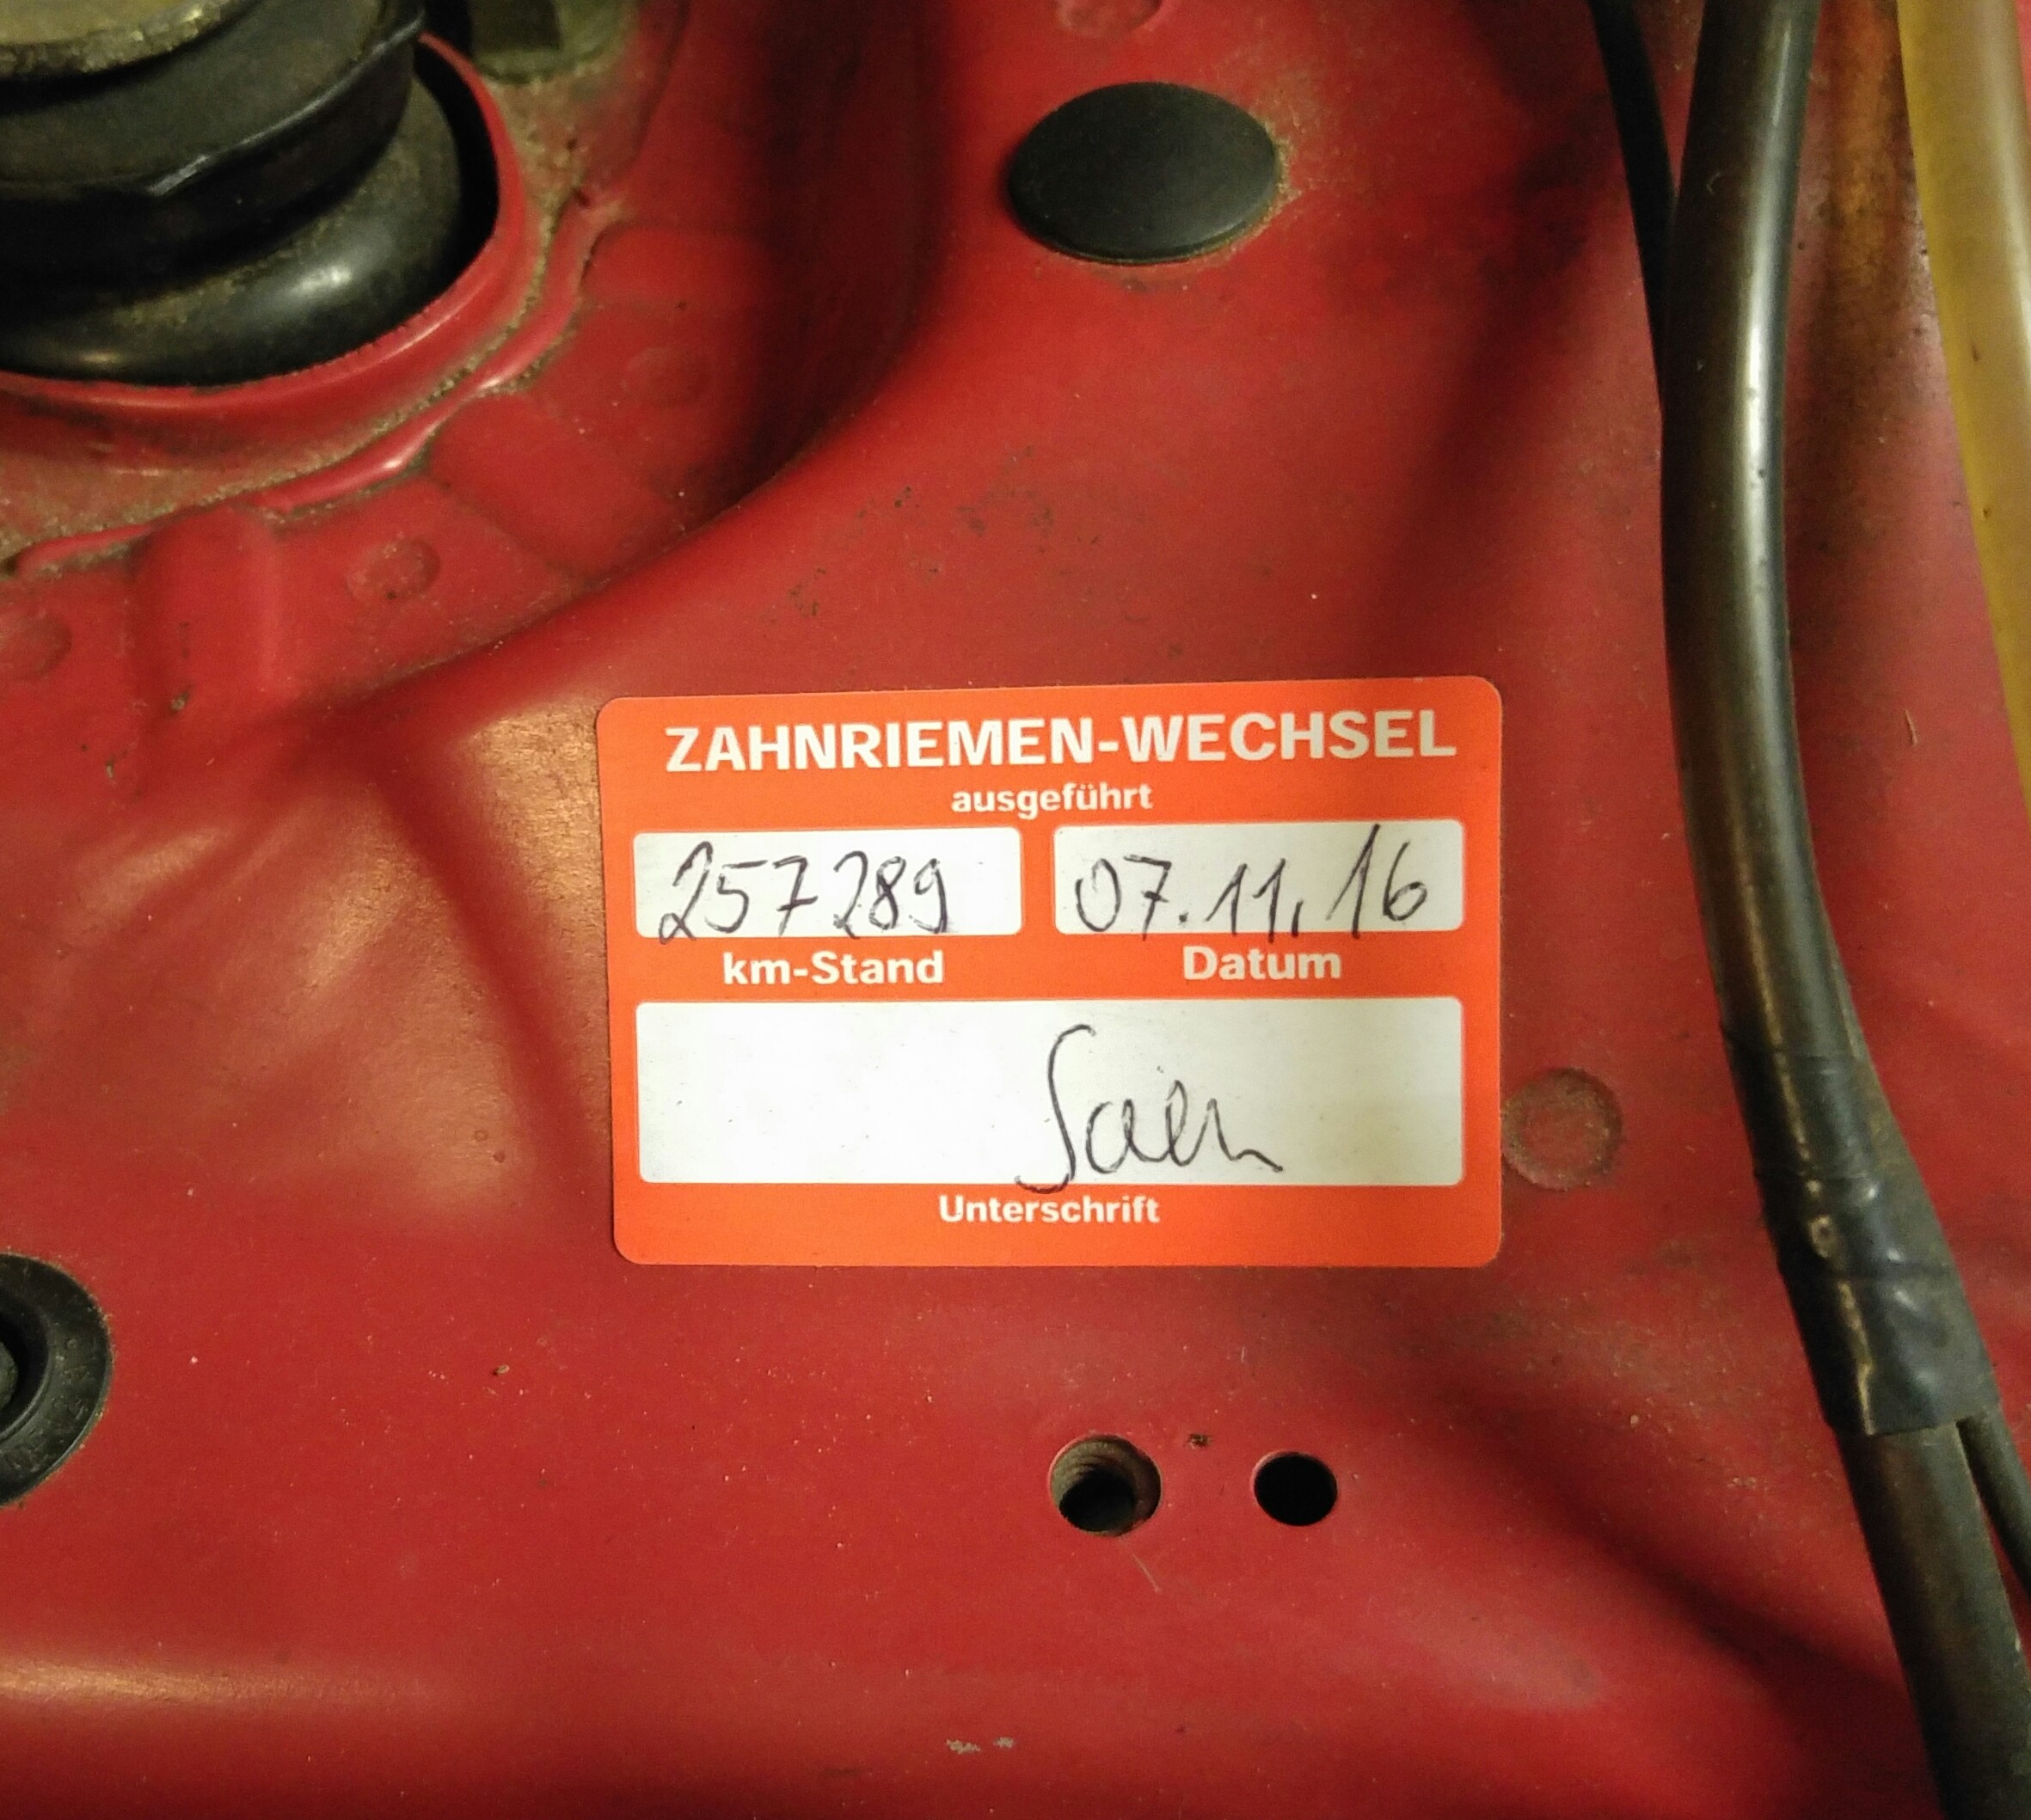 ZAHNRIEMEN-WECHSEL
ausgeführt
257289 07.11.16
km-Stand Datum
Unterschrift